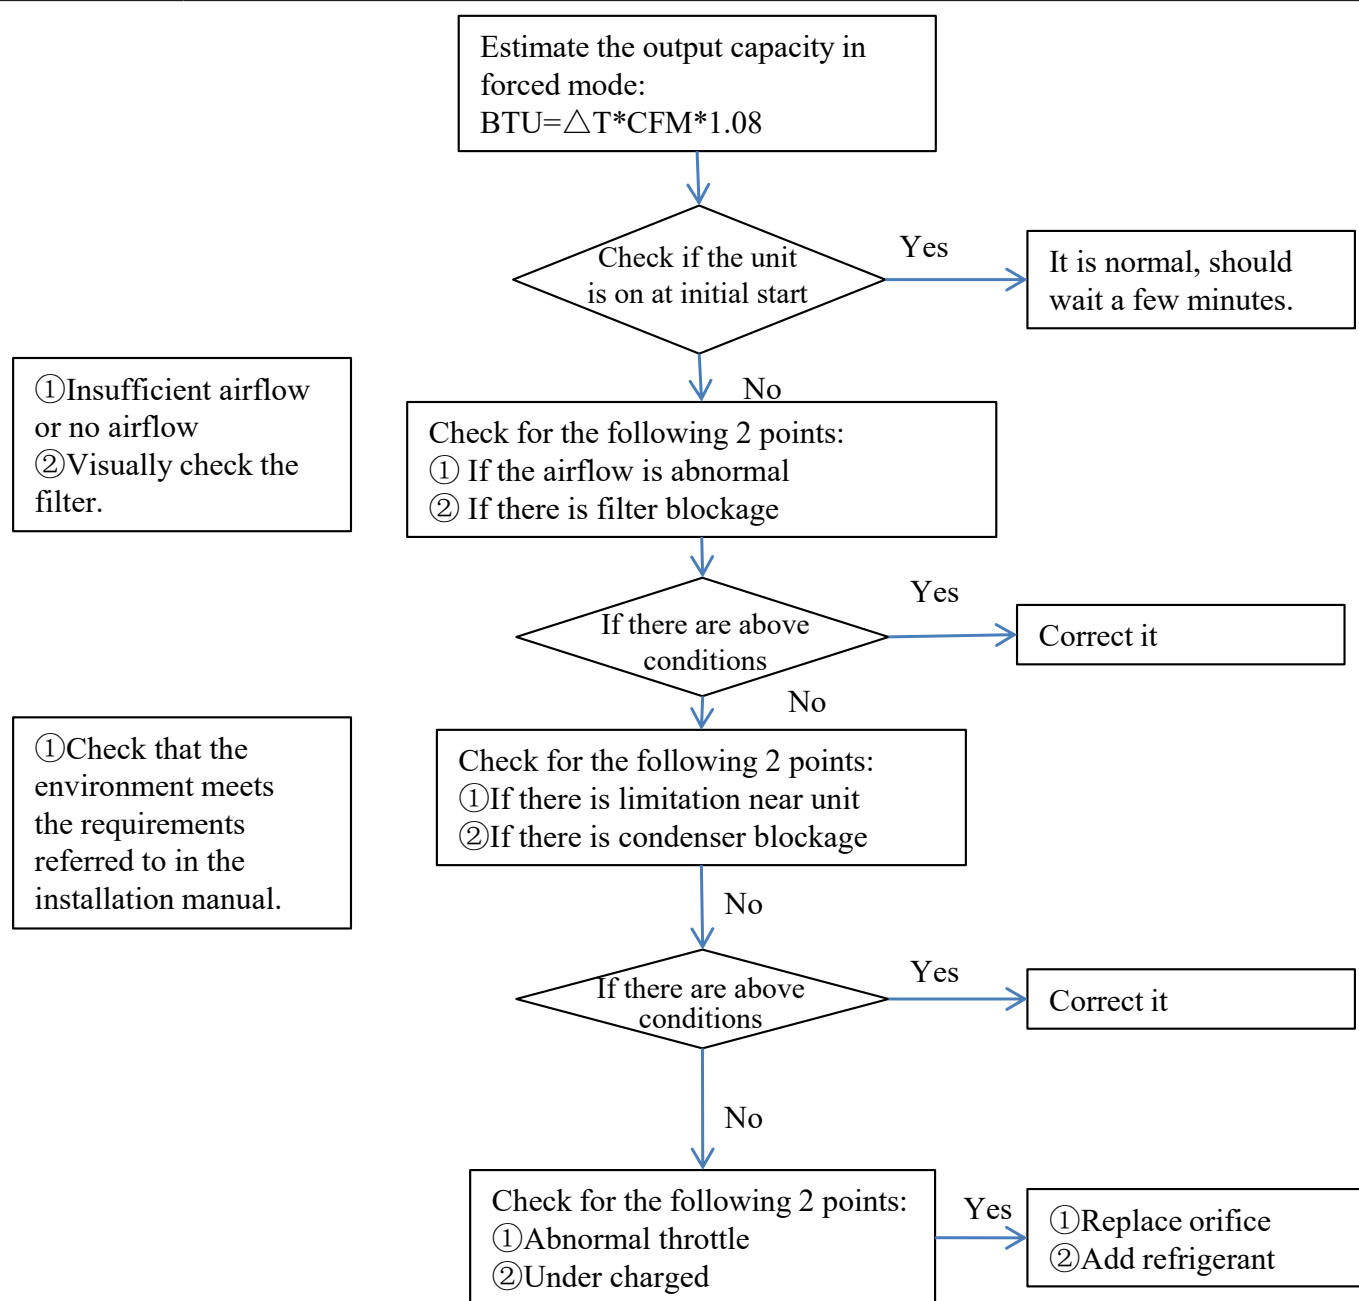 Estimate the output capacity in
forced mode:
BTU=△T*CFM*1.08
Check if the unit
is on at initial start
Yes
It is normal, should
wait a few minutes.
No
①Insufficient airflow
or no airflow
②Visually check the
filter.
Check for the following 2 points:
① If the airflow is abnormal
② If there is filter blockage
If there are above
conditions
Yes
Correct it
No
①Check that the
environment meets
the requirements
referred to in the
installation manual.
Check for the following 2 points:
①If there is limitation near unit
②If there is condenser blockage
No
If there are above
conditions
Yes
Correct it
No
Check for the following 2 points:
①Abnormal throttle
②Under charged
Yes
①Replace orifice
②Add refrigerant